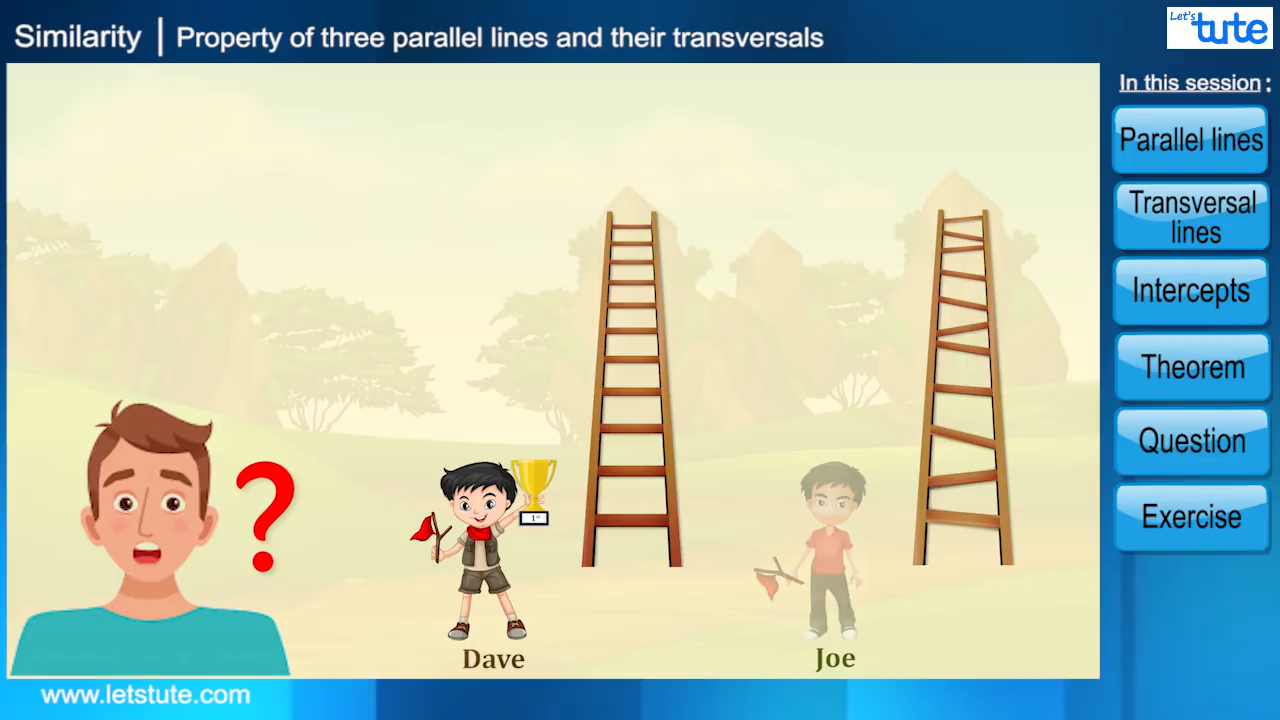 Similarity | Property of three parallel lines and their transversals
Let's
tute
In this session :
Parallel lines
Transversal
lines
Intercepts
Theorem
Question
Exercise
?
1st
Dave
Joe
www.letstute.com